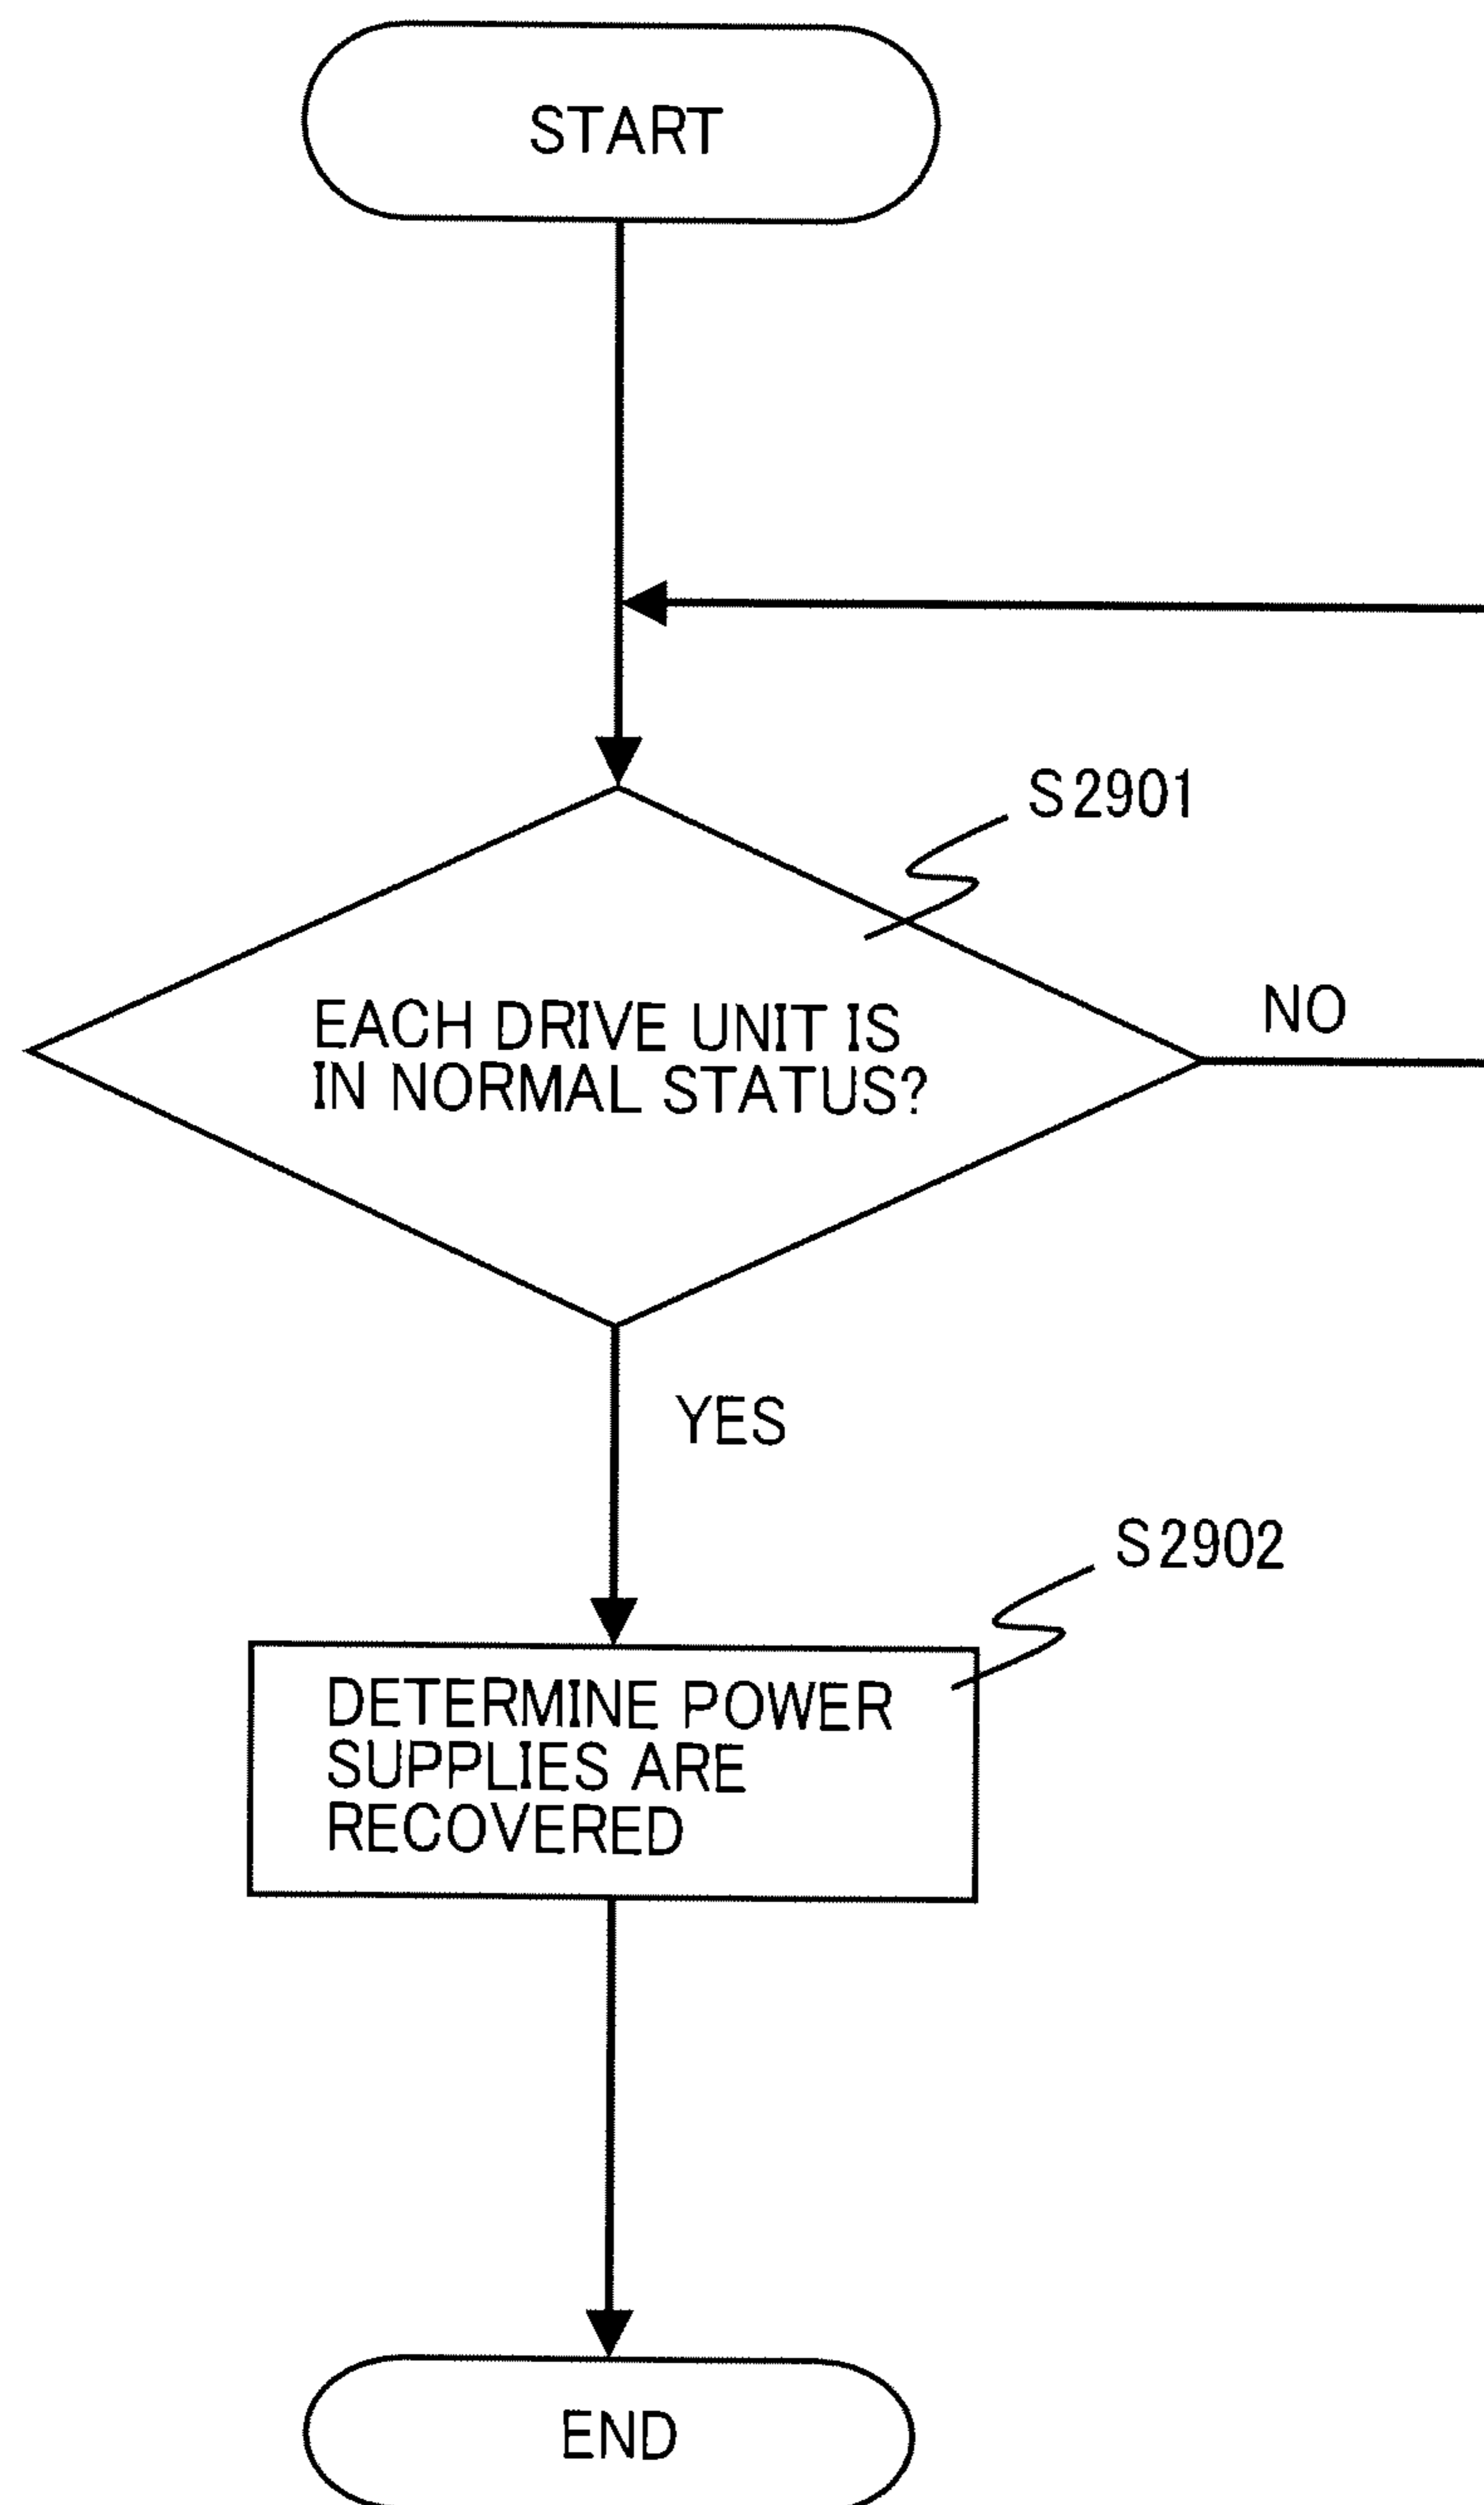 START
S2901
EACH DRIVE UNIT IS
IN NORMAL STATUS?
NO
YES
S2902
DETERMINE POWER
SUPPLIES ARE
RECOVERED
END